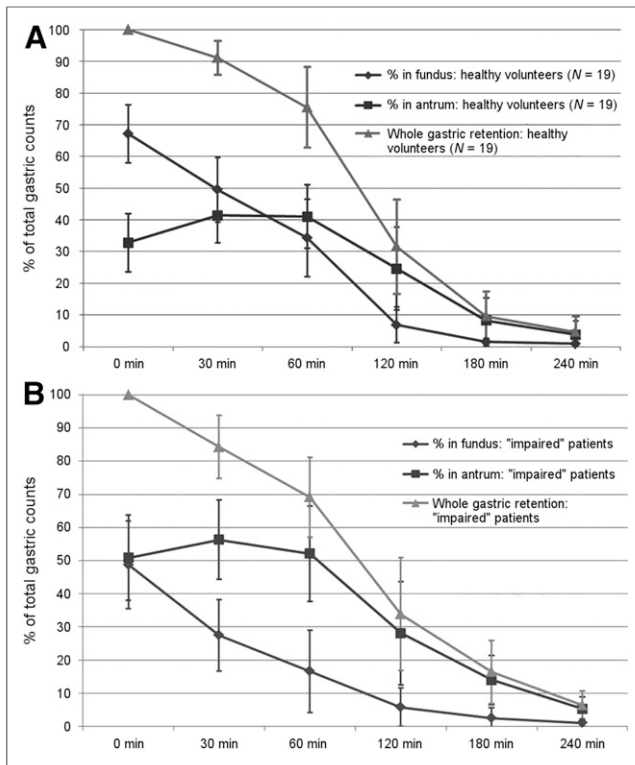 A
100
90
80
70
60
50
40
30
20
10
0
% of total gastric counts
% in fundus: healthy volunteers (N = 19)
% in antrum: healthy volunteers (N = 19)
Whole gastric retention: healthy
volunteers (N = 19)
0 min 30 min 60 min 120 min 180 min 240 min
B
100
90
80
70
60
50
40
30
20
10
0
% of total gastric counts
% in fundus: "impaired" patients
% in antrum: "impaired" patients
Whole gastric retention:
"impaired" patients
0 min 30 min 60 min 120 min 180 min 240 min